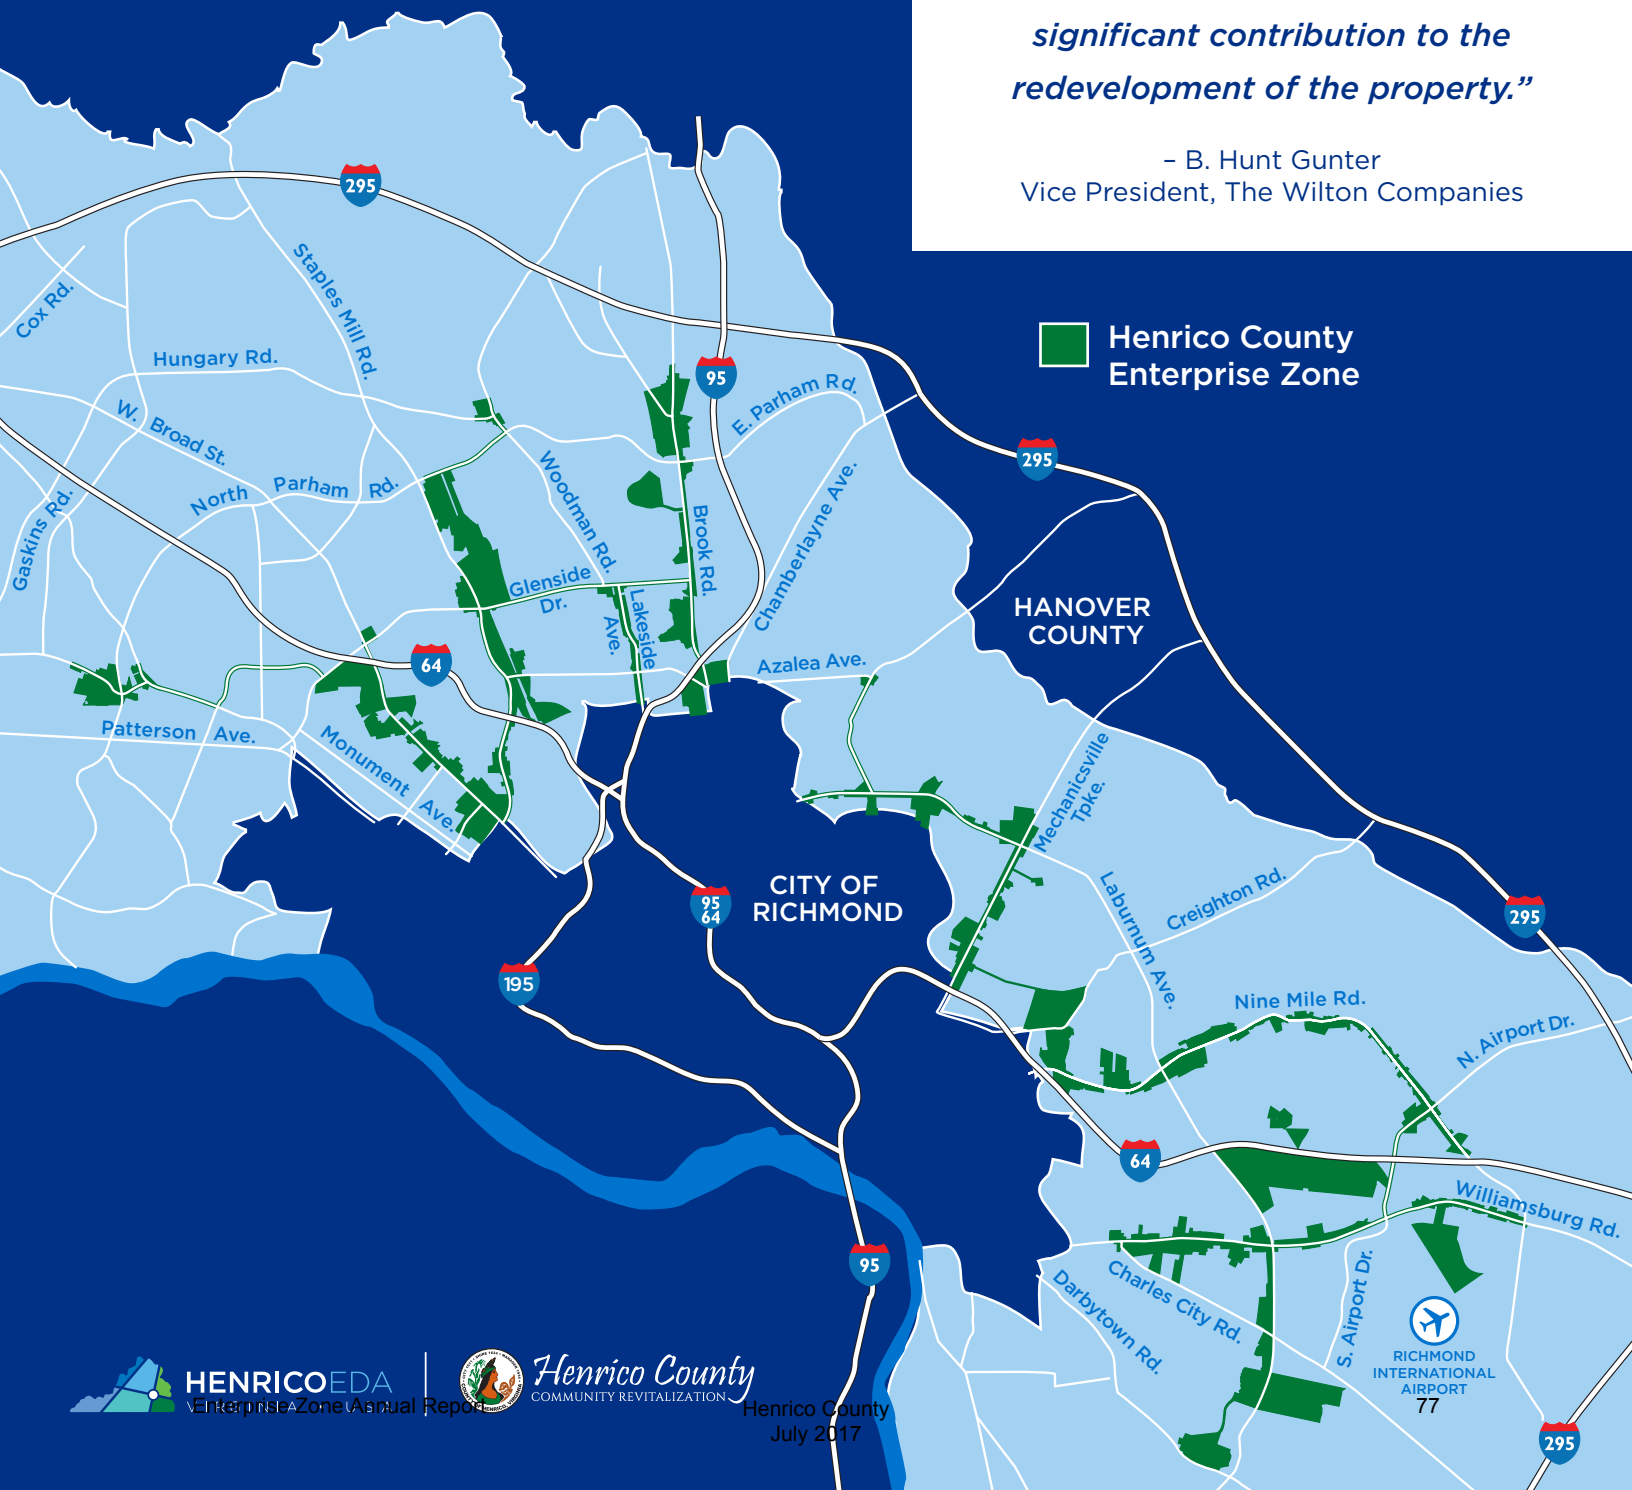 significant contribution to the
redevelopment of the property.”
– B. Hunt Gunter
Vice President, The Wilton Companies
295
Staples Mill Rd.
Cox Rd.
Henrico County
Enterprise Zone
Hungary Rd.
95
E. Parham Rd.
W. Broad St.
295
North Parham Rd.
Woodman Rd.
Chamberlayne Ave.
Gaskins Rd.
Brook Rd.
Glenside
Dr.
Lakeside
Ave.
HANOVER
COUNTY
64
Azalea Ave.
Patterson Ave.
Monument Ave.
Mechanicsville
Tpke.
CITY OF
RICHMOND
95
64
Laburnum Ave.
Creighton Rd.
295
195
Nine Mile Rd.
N. Airport Dr.
64
Williamsburg Rd.
95
Charles City Rd.
Darbytown Rd.
S. Airport Dr.
RICHMOND
INTERNATIONAL
AIRPORT
77
295
HENRICOEDA
VIRGINIA USA
Enterprise Zone Annual Report
Henrico County
COMMUNITY REVITALIZATION
Henrico County
July 2017